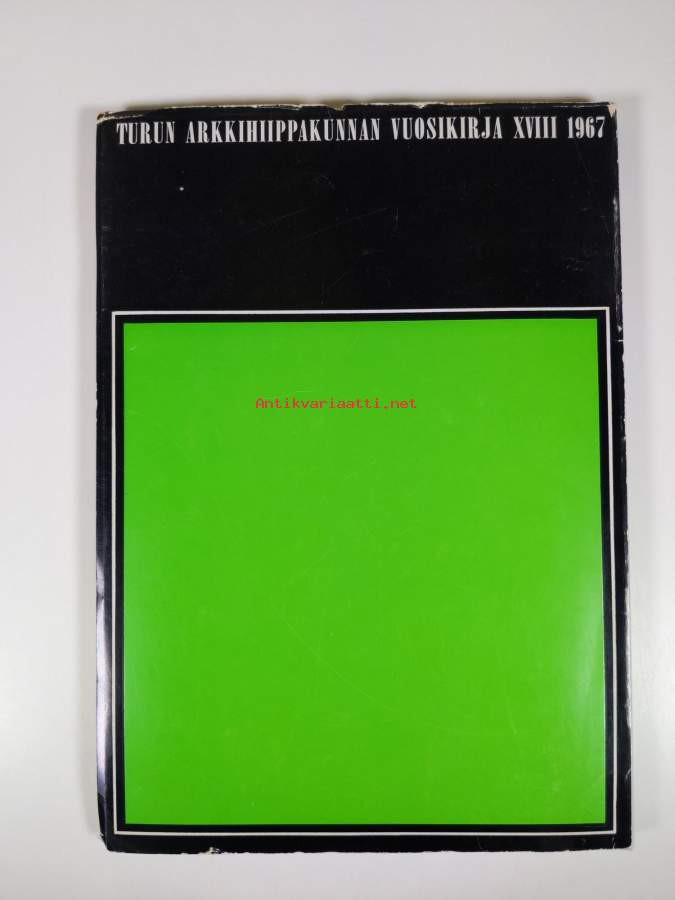 TURUN ARKKIHIIPPAKUNNAN VUOSIKIRJA XVIII 1967
Antikvariaatti.net